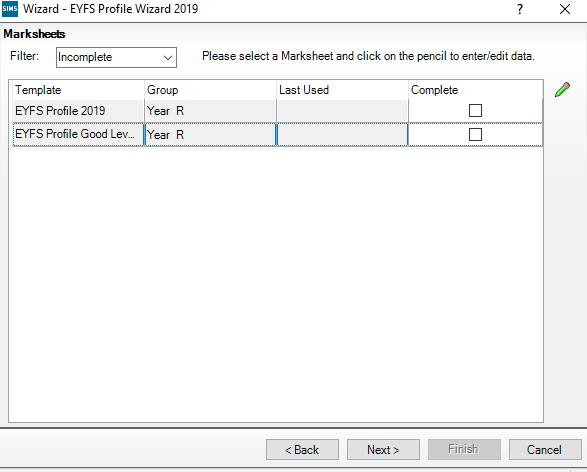 SIMS Wizard - EYFS Profile Wizard 2019 ? ×
Marksheets
Filter: Incomplete Please select a Marksheet and click on the pencil to enter/edit data.
Template Group Last Used Complete
EYFS Profile 2019 Year R
EYFS Profile Good Lev... Year R
< Back Next > Finish Cancel